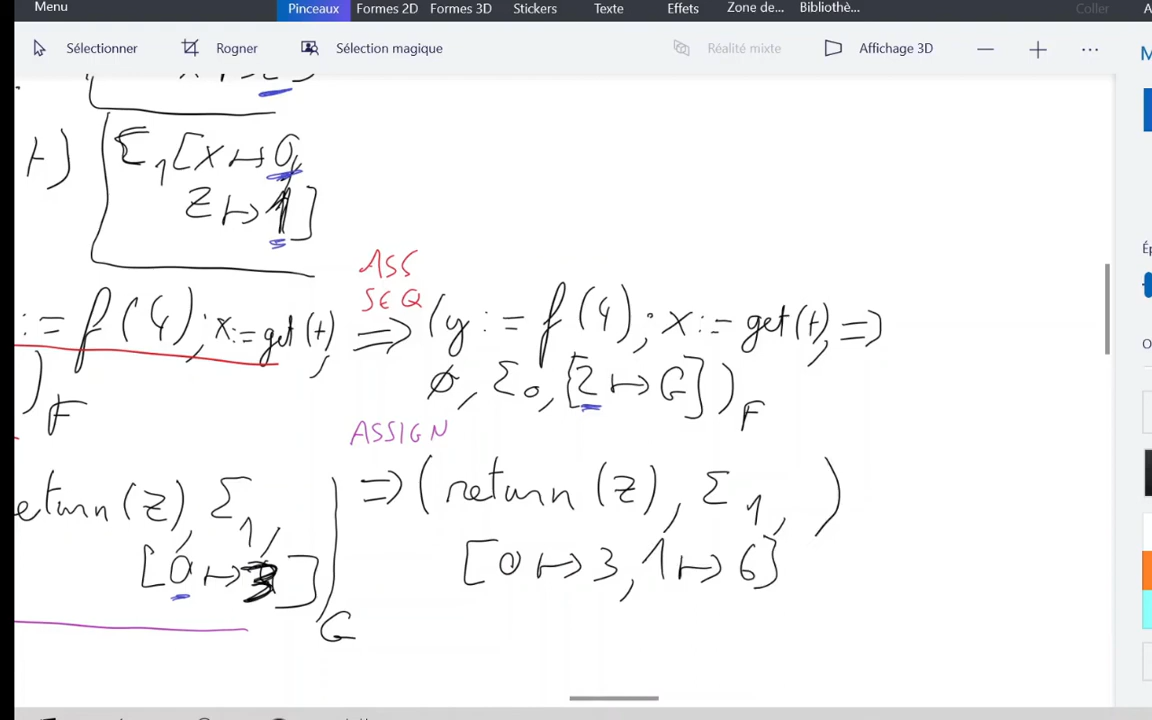 Menu Pinceaux Formes 2D Formes 3D Stickers Texte Effets Zone de... Bibliothè... Coller
Sélectionner Rogner Sélection magique Réalité mixte Affichage 3D
t) Σ₁[x ↦ 0,
z ↦ 1]
ASS
SEQ
:= f(4); x:= get(t), => (y := f(4); x := get(t), =>
)F ∅, Σ₀, [2 ↦ G])F
ASSIGN
eturn(z), Σ₁, => (return(z), Σ₁, )
[0 ↦ 3])G [0 ↦ 3, 1 ↦ 6]